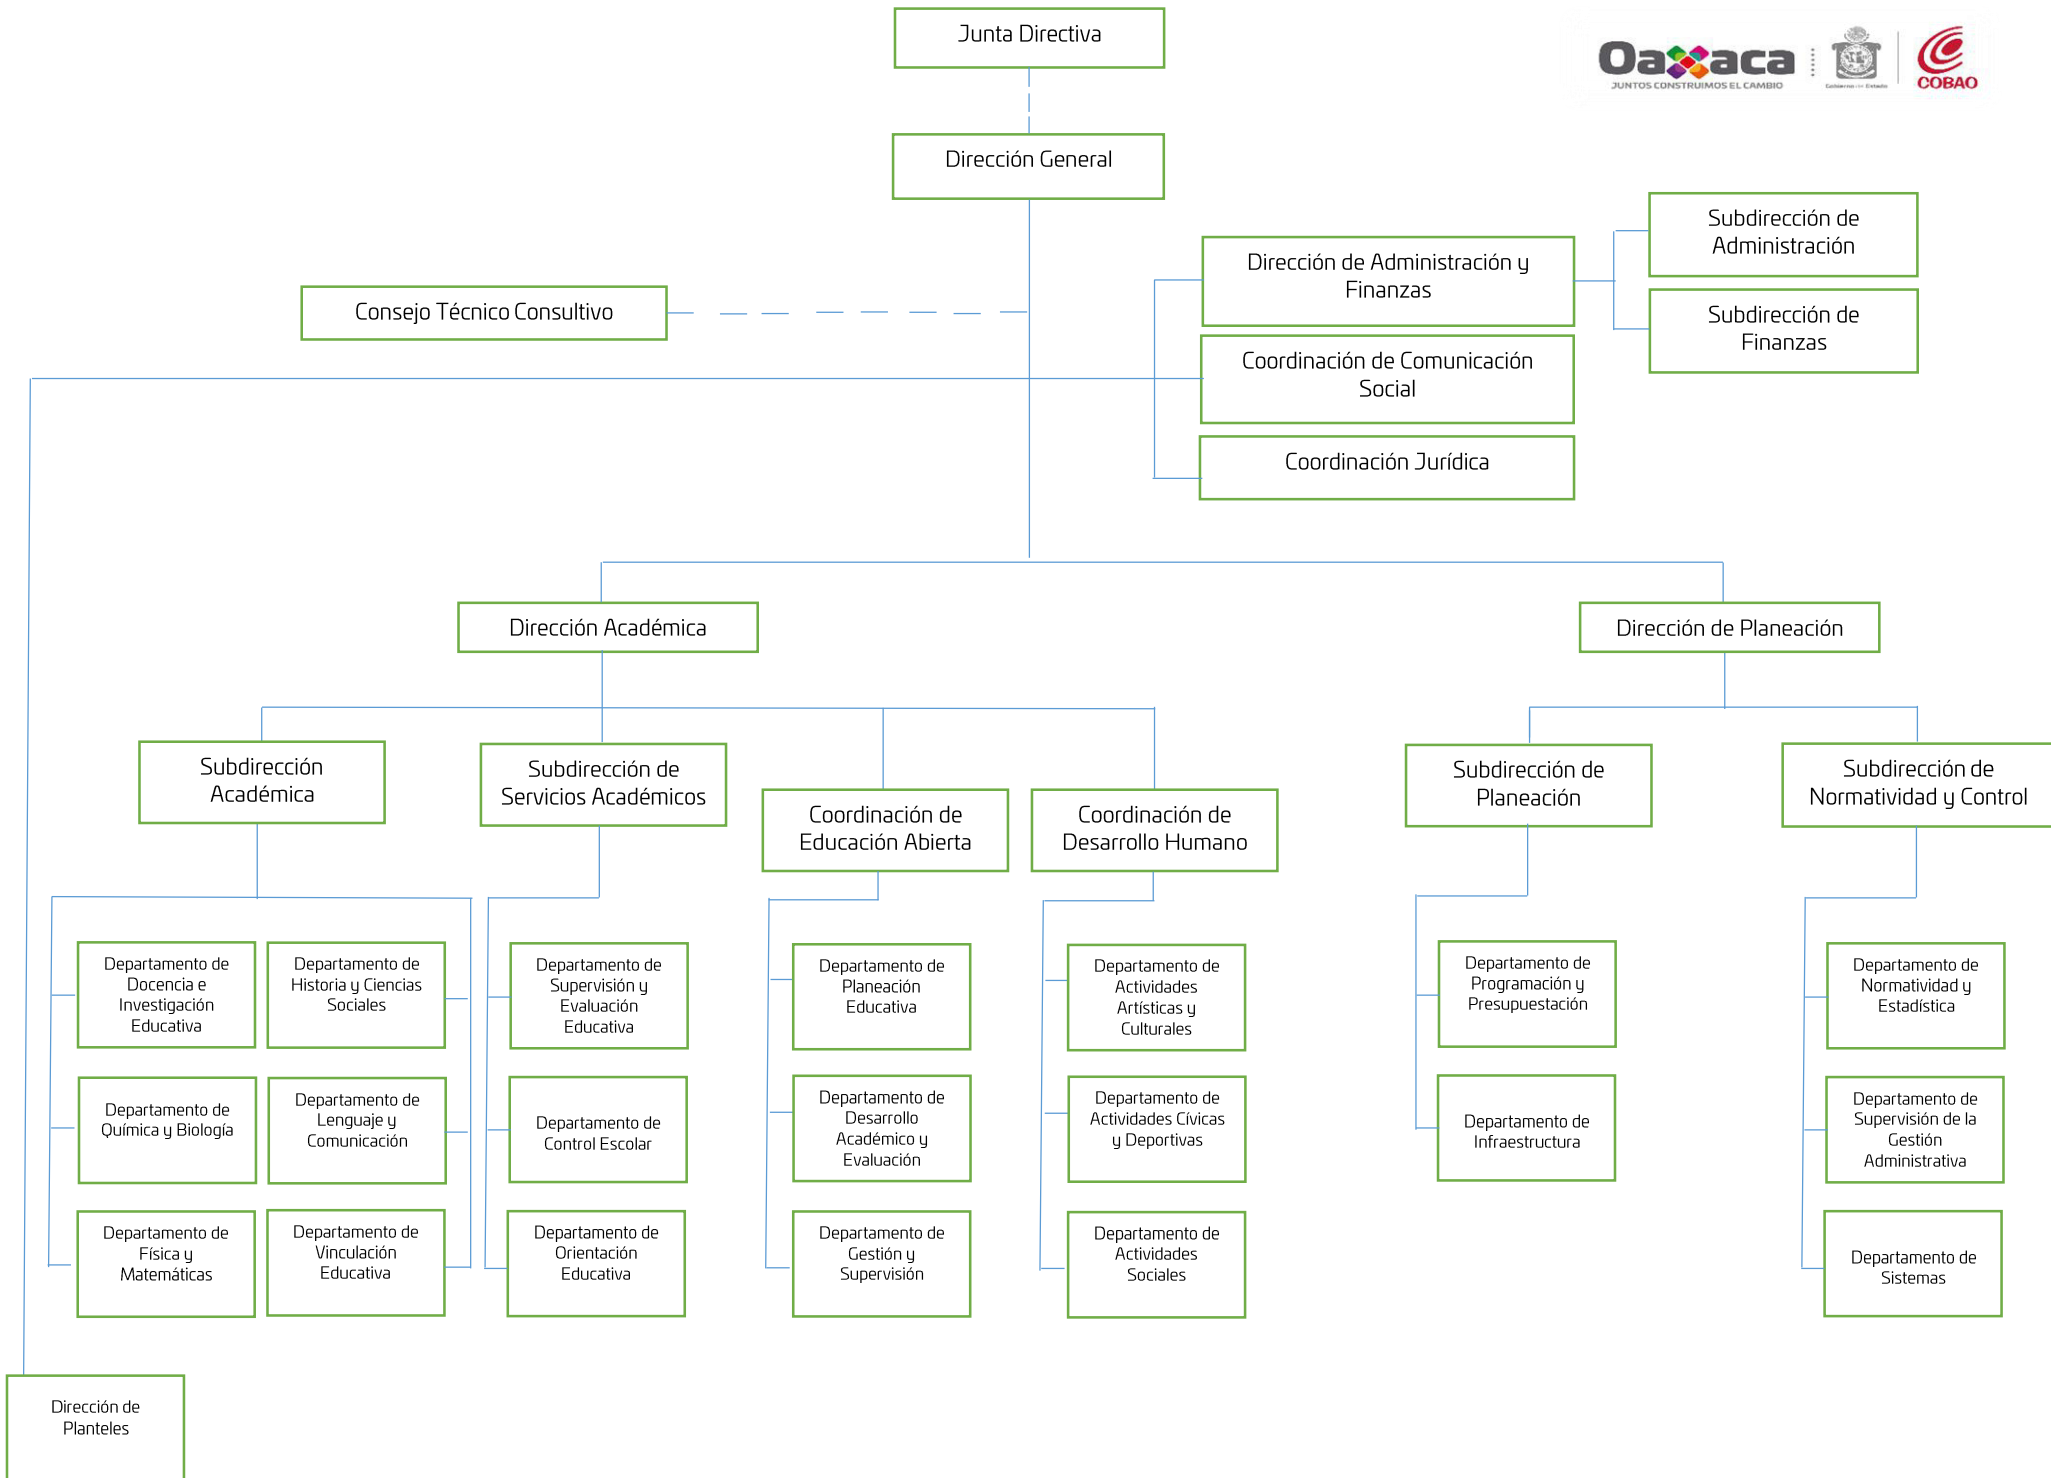 Junta Directiva
Oaxaca
JUNTOS CONSTRUIMOS EL CAMBIO
Gobierno del Estado
COBAO
Dirección General
Subdirección de
Administración
Dirección de Administración y
Finanzas
Consejo Técnico Consultivo
Subdirección de
Finanzas
Coordinación de Comunicación
Social
Coordinación Jurídica
Dirección Académica
Dirección de Planeación
Subdirección
Académica
Subdirección de
Servicios Académicos
Coordinación de
Educación Abierta
Coordinación de
Desarrollo Humano
Subdirección de
Planeación
Subdirección de
Normatividad y Control
Departamento de
Docencia e
Investigación
Educativa
Departamento de
Historia y Ciencias
Sociales
Departamento de
Supervisión y
Evaluación
Educativa
Departamento de
Planeación
Educativa
Departamento de
Actividades
Artísticas y
Culturales
Departamento de
Programación y
Presupuestación
Departamento de
Normatividad y
Estadística
Departamento de
Química y Biología
Departamento de
Lenguaje y
Comunicación
Departamento de
Control Escolar
Departamento de
Desarrollo
Académico y
Evaluación
Departamento de
Actividades Cívicas
y Deportivas
Departamento de
Infraestructura
Departamento de
Supervisión de la
Gestión
Administrativa
Departamento de
Física y
Matemáticas
Departamento de
Vinculación
Educativa
Departamento de
Orientación
Educativa
Departamento de
Gestión y
Supervisión
Departamento de
Actividades
Sociales
Departamento de
Sistemas
Dirección de
Planteles